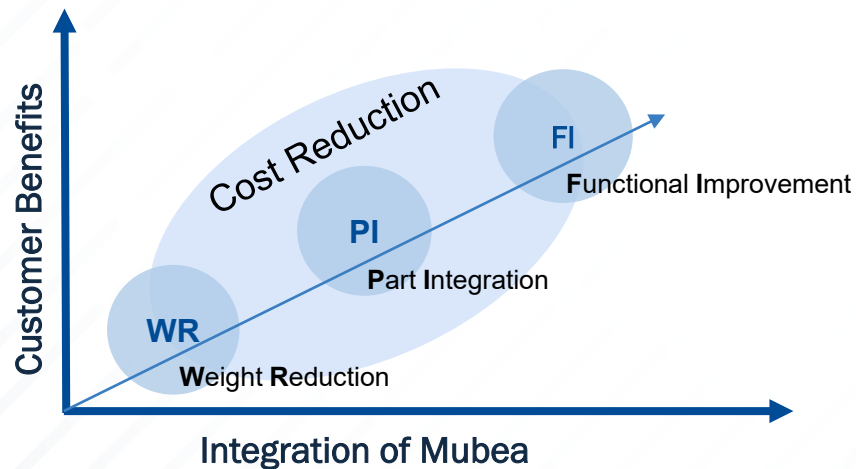 Customer Benefits
Cost Reduction
FI
Functional Improvement
PI
Part Integration
WR
Weight Reduction
Integration of Mubea